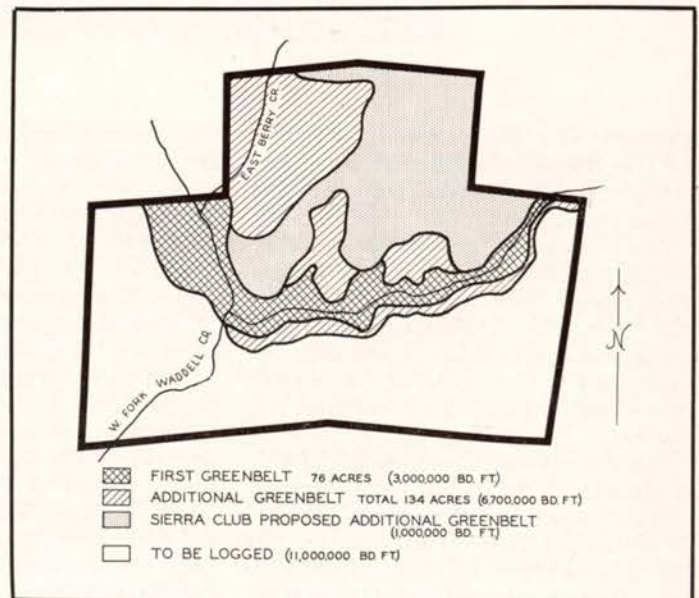 EAST BERRY CR.
W. FORK WADDELL CR.
N
FIRST GREENBELT 76 ACRES (3,000,000 BD. FT.)
ADDITIONAL GREENBELT TOTAL 134 ACRES (6,700,000 BD. FT.)
SIERRA CLUB PROPOSED ADDITIONAL GREENBELT
(1,000,000 BD. FT.)
TO BE LOGGED (11,000,000 BD. FT.)